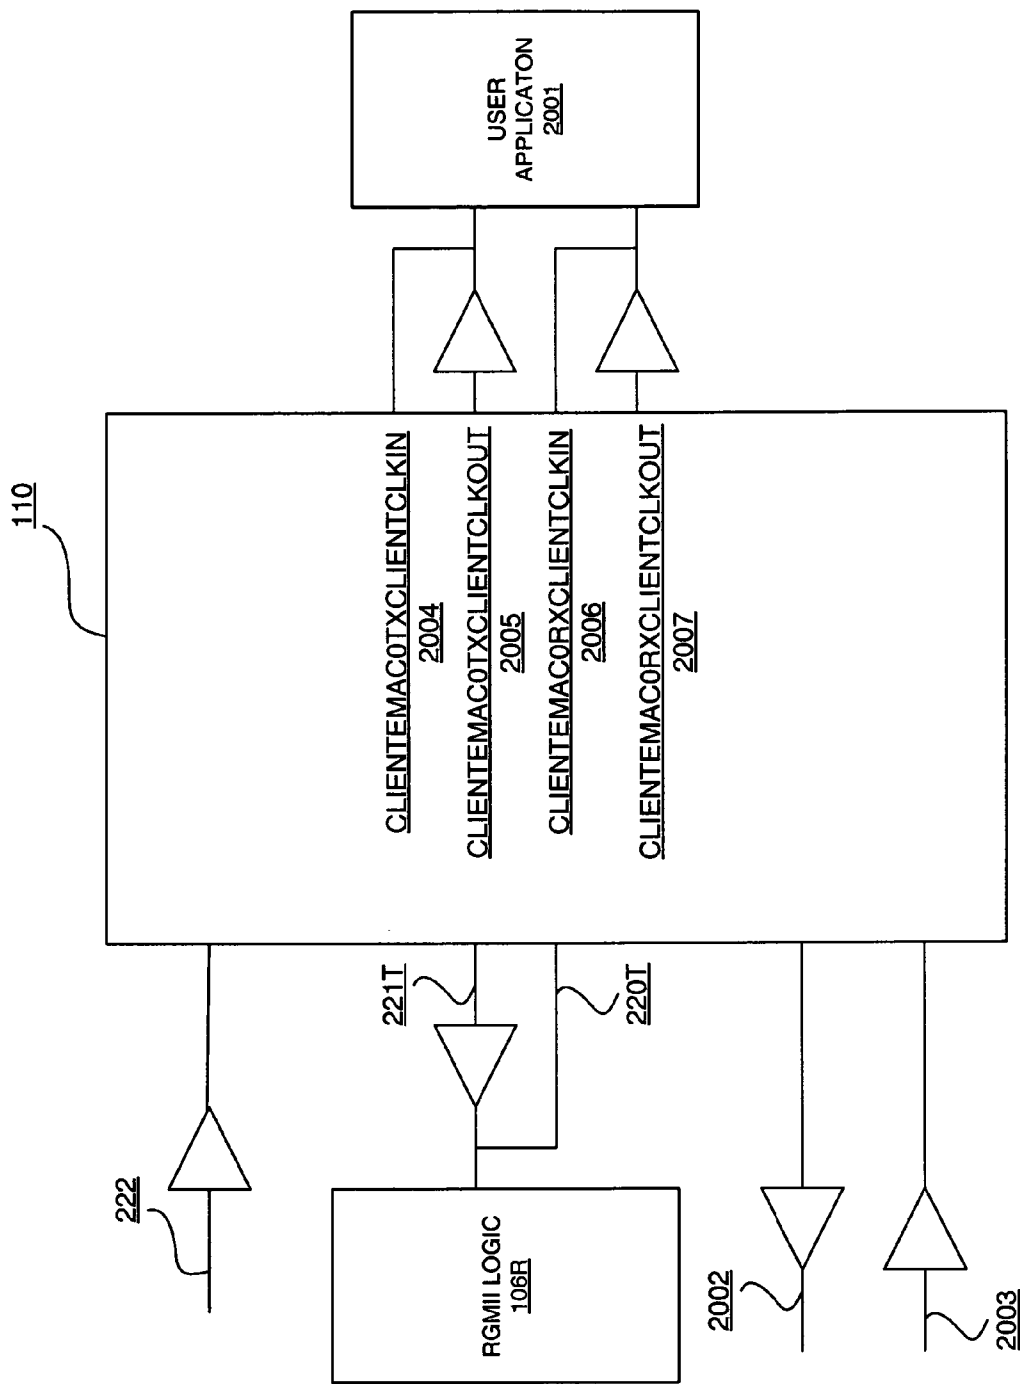 110
222
221T
220T
RGMII LOGIC
106R
2002
2003
CLIENTEMAC0TXCLIENTCLKIN
2004
CLIENTEMAC0TXCLIENTCLKOUT
2005
CLIENTEMAC0RXCLIENTCLKIN
2006
CLIENTEMAC0RXCLIENTCLKOUT
2007
USER
APPLICATON
2001